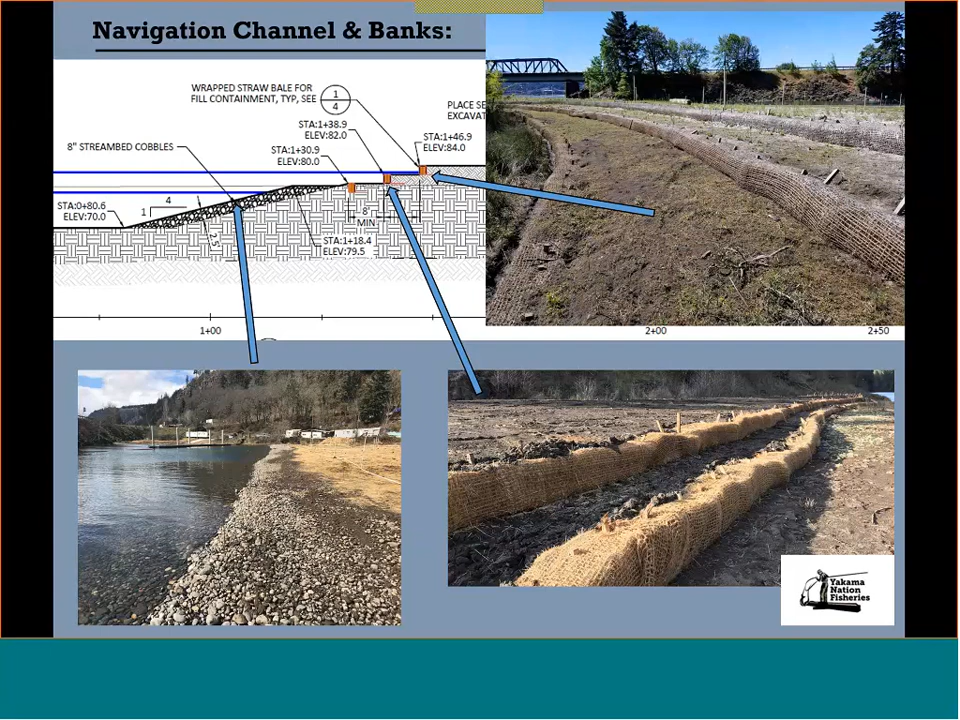 Navigation Channel & Banks:
WRAPPED STRAW BALE FOR
FILL CONTAINMENT, TYP, SEE
1
4
PLACE SE
EXCAVAT
STA:1+38.9
ELEV:82.0
STA:1+46.9
ELEV:84.0
8" STREAMBED COBBLES
STA:1+30.9
ELEV:80.0
STA:0+80.6
ELEV:70.0
4
1
8'
MIN
2.5'
STA:1+18.4
ELEV:79.5
1+00
2+00
2+50
Yakama
Nation
Fisheries